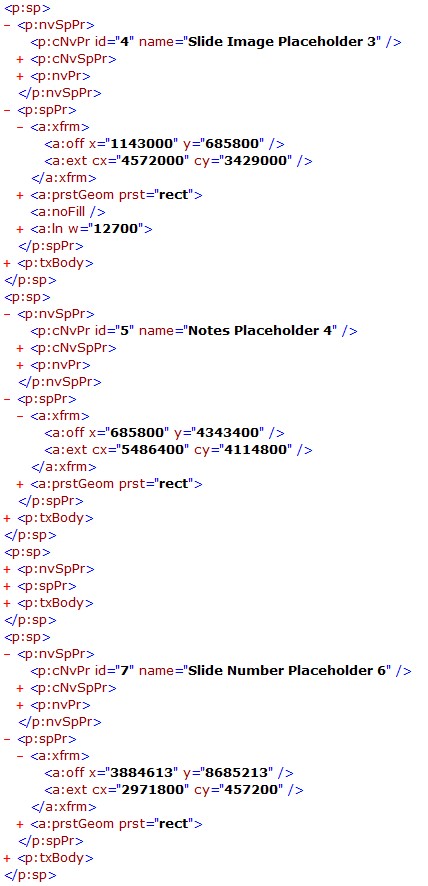 <p:sp>
− <p:nvSpPr>
<p:cNvPr id="4" name="Slide Image Placeholder 3" />
+ <p:cNvSpPr>
+ <p:nvPr>
</p:nvSpPr>
− <p:spPr>
− <a:xfrm>
<a:off x="1143000" y="685800" />
<a:ext cx="4572000" cy="3429000" />
</a:xfrm>
+ <a:prstGeom prst="rect">
<a:noFill />
+ <a:ln w="12700">
</p:spPr>
+ <p:txBody>
</p:sp>
<p:sp>
− <p:nvSpPr>
<p:cNvPr id="5" name="Notes Placeholder 4" />
+ <p:cNvSpPr>
+ <p:nvPr>
</p:nvSpPr>
− <p:spPr>
− <a:xfrm>
<a:off x="685800" y="4343400" />
<a:ext cx="5486400" cy="4114800" />
</a:xfrm>
+ <a:prstGeom prst="rect">
</p:spPr>
+ <p:txBody>
</p:sp>
<p:sp>
+ <p:nvSpPr>
+ <p:spPr>
+ <p:txBody>
</p:sp>
<p:sp>
− <p:nvSpPr>
<p:cNvPr id="7" name="Slide Number Placeholder 6" />
+ <p:cNvSpPr>
+ <p:nvPr>
</p:nvSpPr>
− <p:spPr>
− <a:xfrm>
<a:off x="3884613" y="8685213" />
<a:ext cx="2971800" cy="457200" />
</a:xfrm>
+ <a:prstGeom prst="rect">
</p:spPr>
+ <p:txBody>
</p:sp>